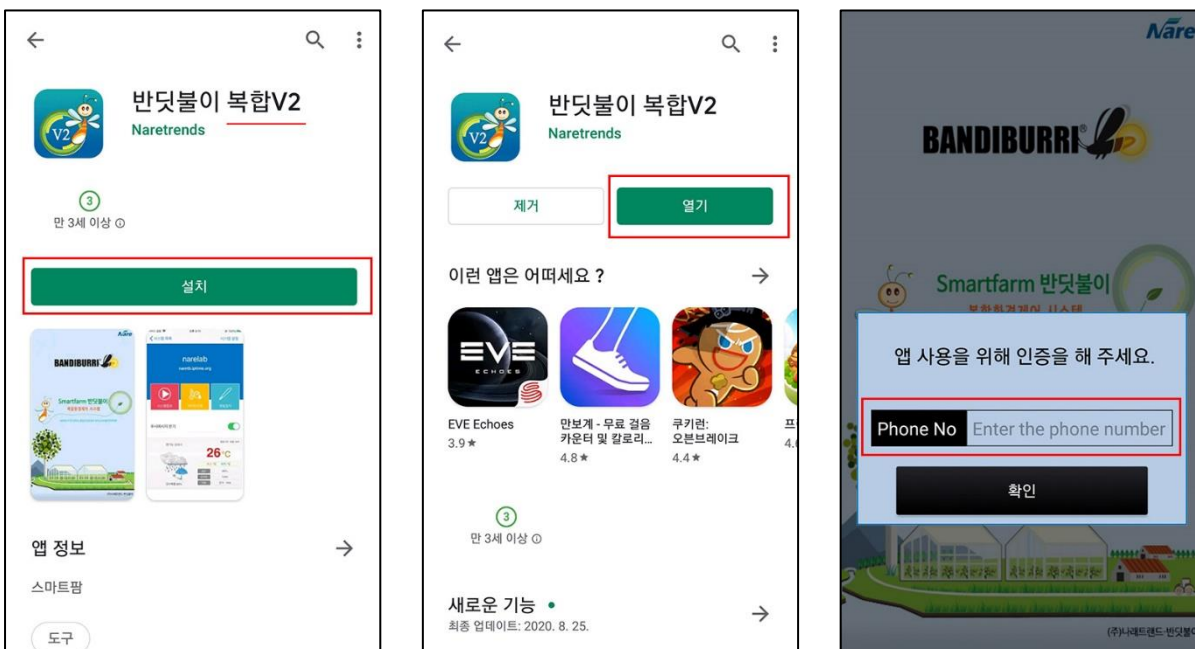 반딧불이 복합V2
Naretrends
V2
3
만 3세 이상
설치
Nare
BANDIBURRI
Smartfarm 반딧불이
narelab
26°C
앱 정보
스마트팜
도구
반딧불이 복합V2
Naretrends
V2
제거
열기
이런 앱은 어떠세요 ?
EVE
ECHOES
EVE Echoes
3.9★
만보계 - 무료 걸음
카운터 및 칼로리...
4.8★
쿠키런:
오븐브레이크
4.4★
3
만 3세 이상
새로운 기능
최종 업데이트: 2020. 8. 25.
Nare
BANDIBURRI®
Smartfarm 반딧불이
앱 사용을 위해 인증을 해 주세요.
Phone No Enter the phone number
확인
(주)나래트랜드-반딧불이